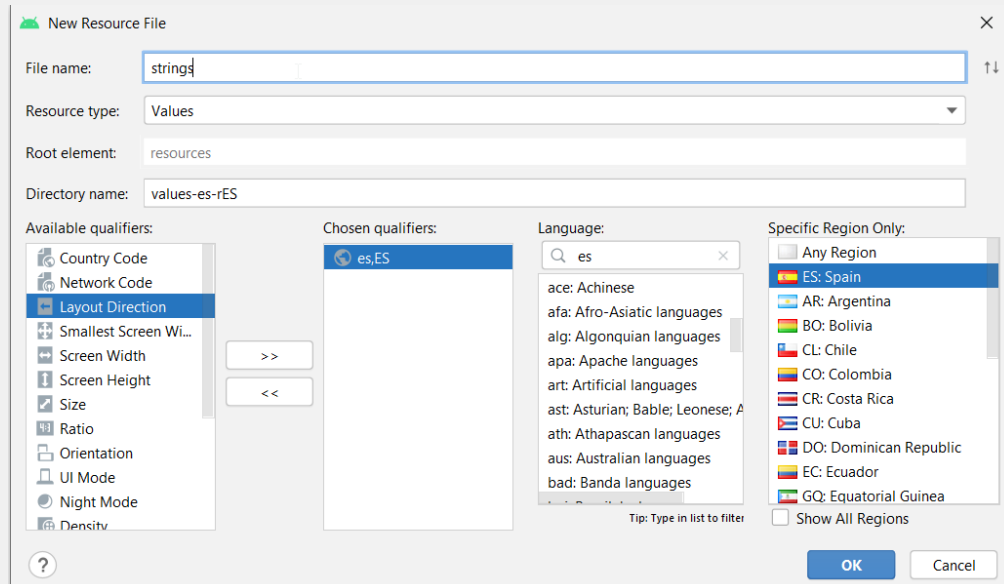 New Resource File
File name: strings
Resource type: Values
Root element: resources
Directory name: values-es-rES
Available qualifiers:
Country Code
Network Code
Layout Direction
Smallest Screen Wi...
Screen Width
Screen Height
Size
Ratio
Orientation
UI Mode
Night Mode
Density
>>
<<
Chosen qualifiers:
es,ES
Language:
es
ace: Achinese
afa: Afro-Asiatic languages
alg: Algonquian languages
apa: Apache languages
art: Artificial languages
ast: Asturian; Bable; Leonese; A
ath: Athapascan languages
aus: Australian languages
bad: Banda languages
Tip: Type in list to filter
Specific Region Only:
Any Region
ES: Spain
AR: Argentina
BO: Bolivia
CL: Chile
CO: Colombia
CR: Costa Rica
CU: Cuba
DO: Dominican Republic
EC: Ecuador
GQ: Equatorial Guinea
Show All Regions
?
OK
Cancel